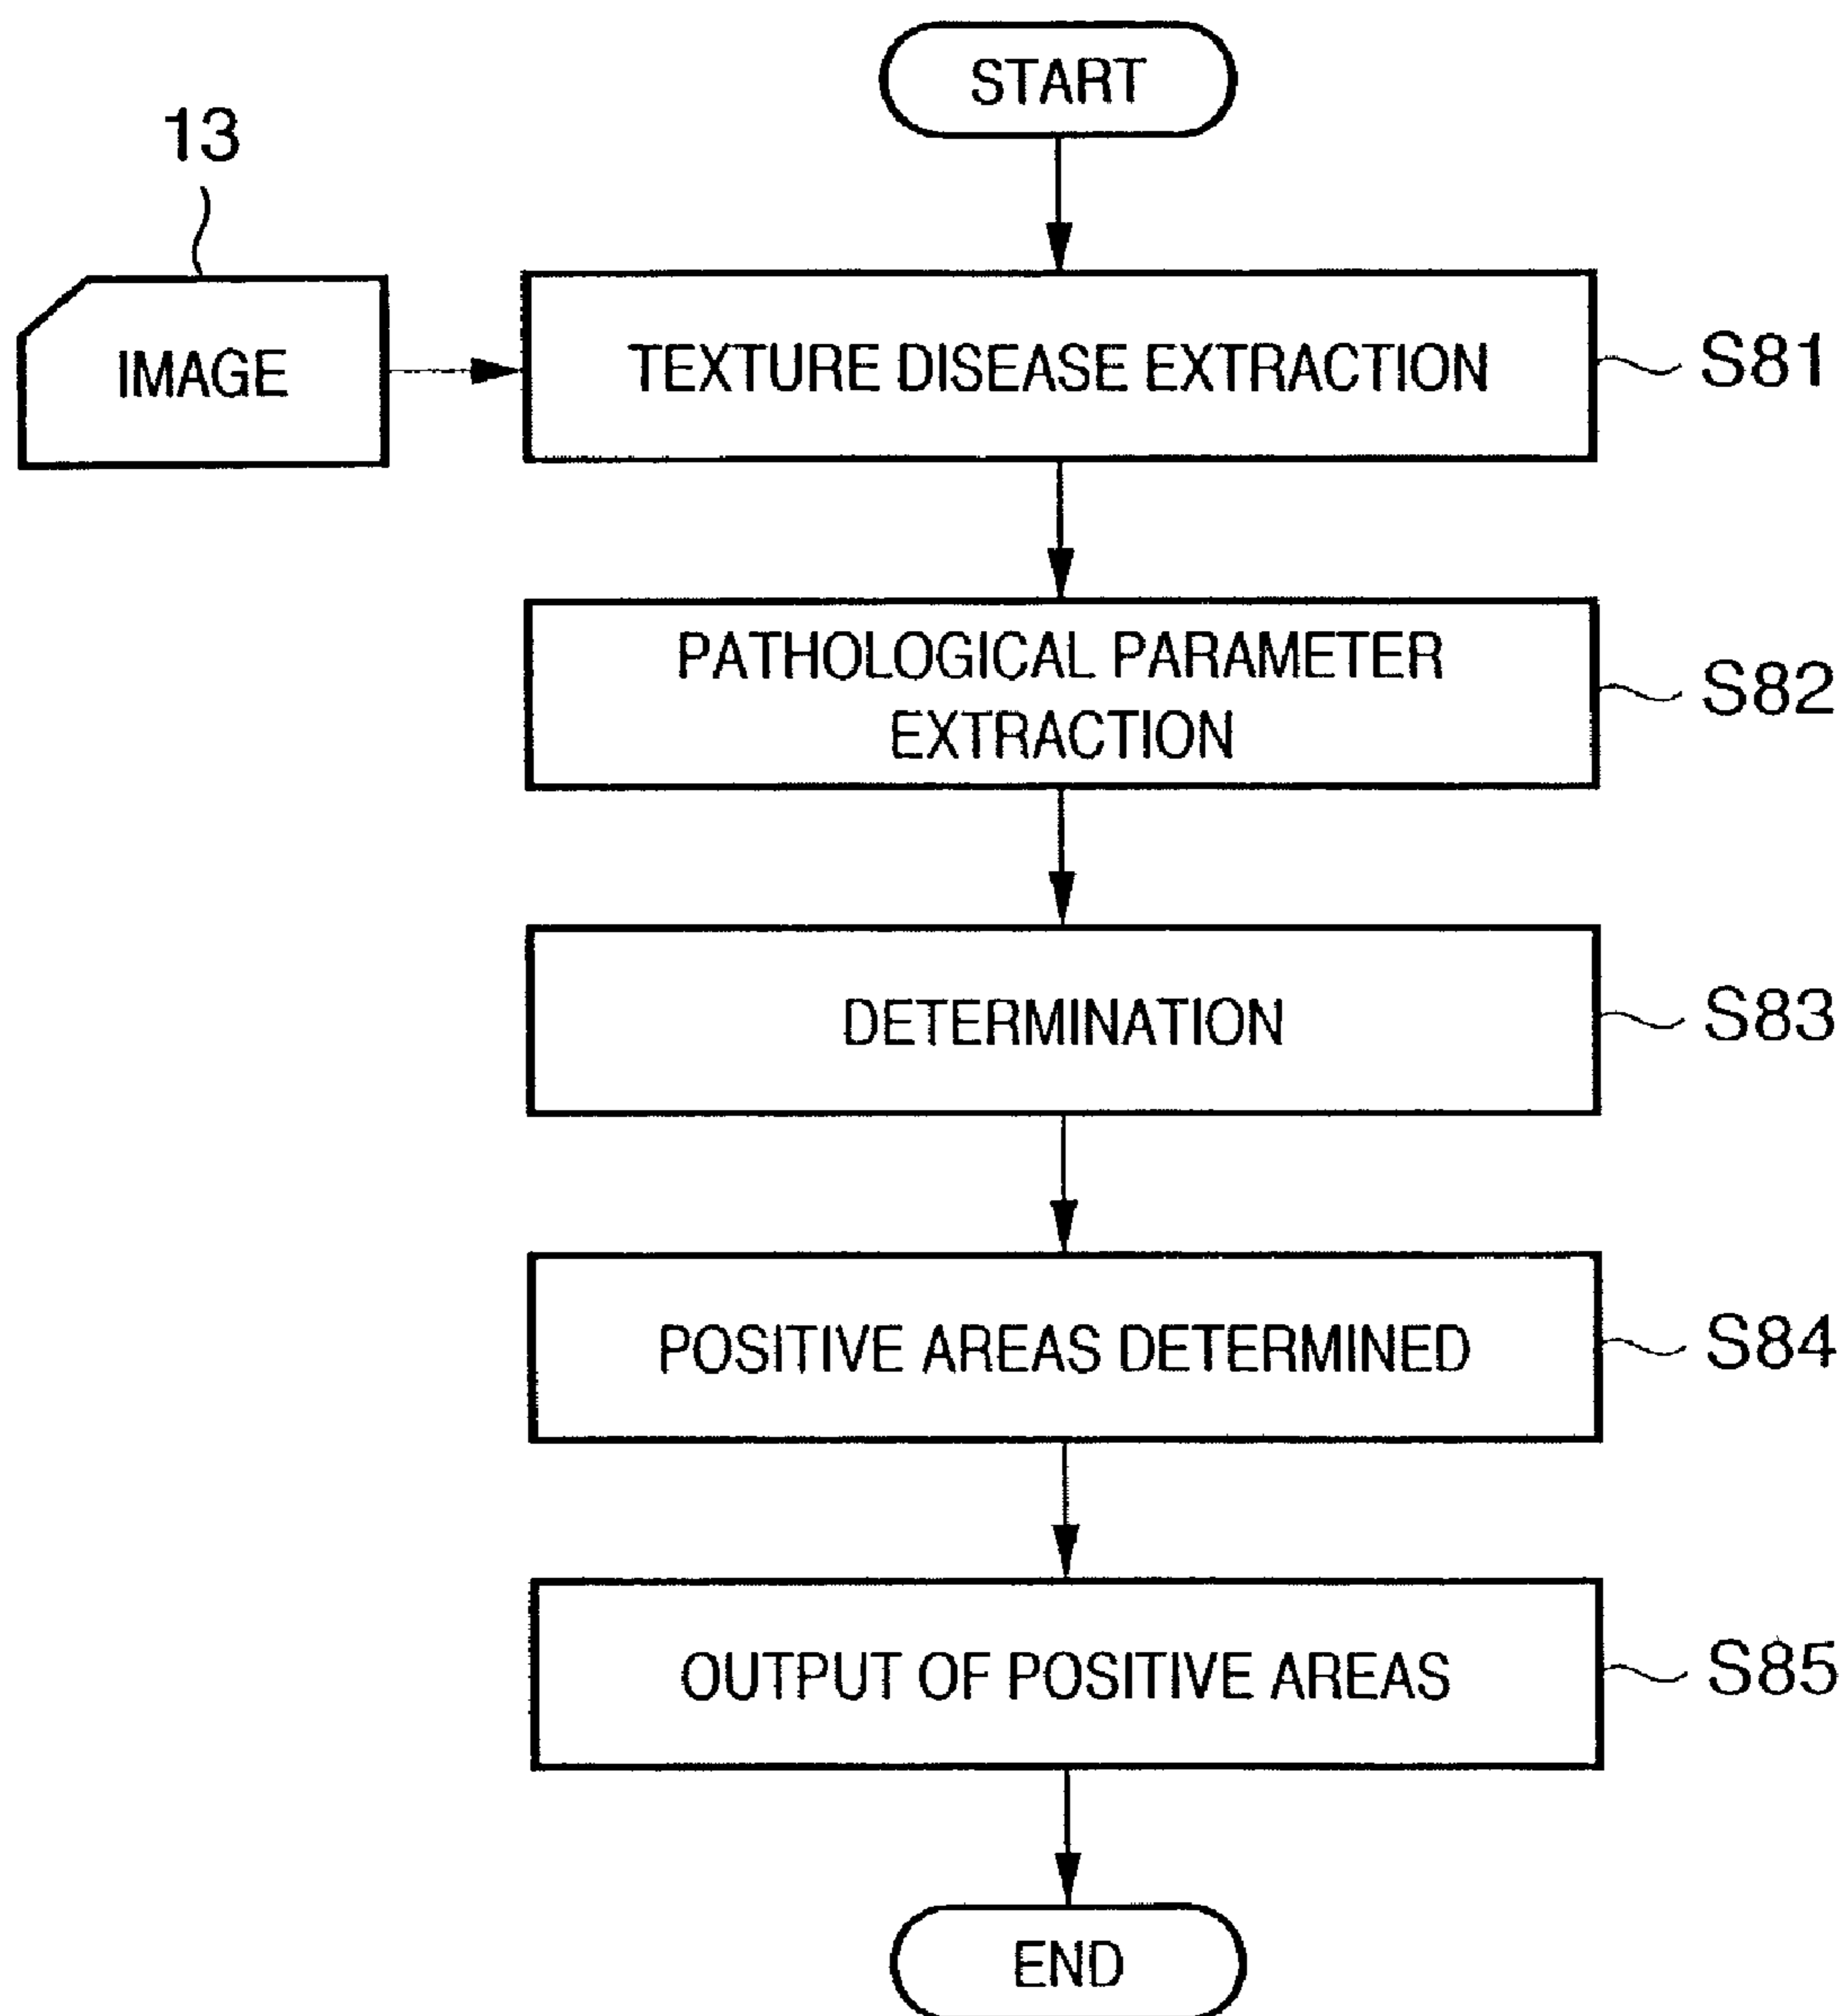 START
13
IMAGE
TEXTURE DISEASE EXTRACTION
S81
PATHOLOGICAL PARAMETER
EXTRACTION
S82
DETERMINATION
S83
POSITIVE AREAS DETERMINED
S84
OUTPUT OF POSITIVE AREAS
S85
END